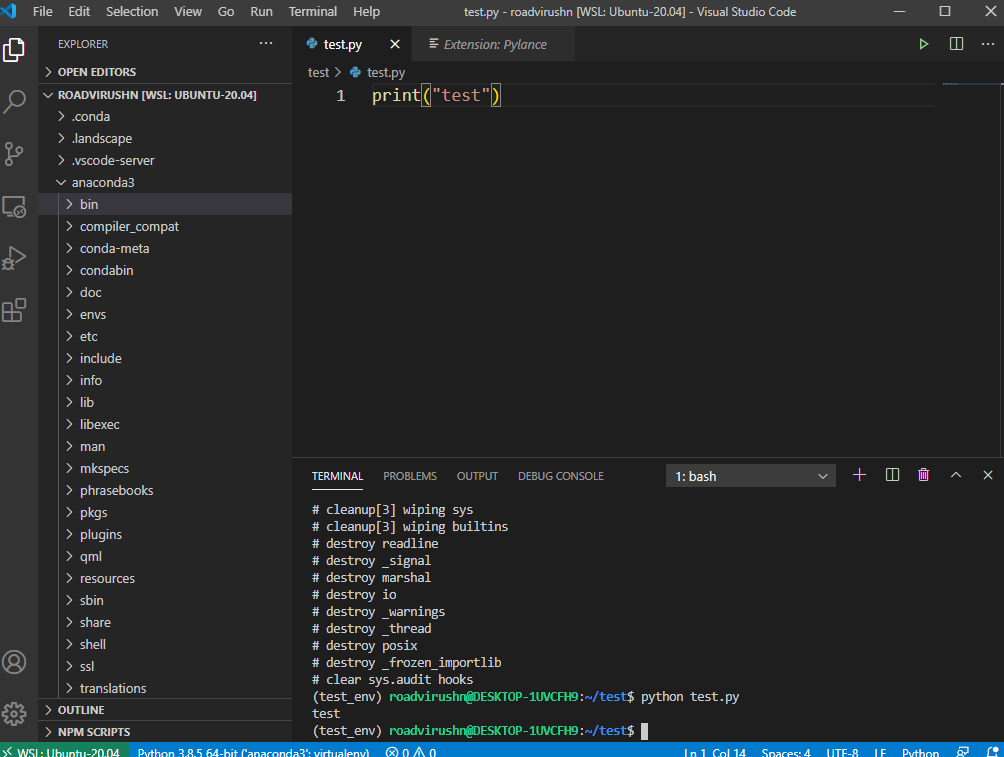 File Edit Selection View Go Run Terminal Help test.py - roadvirushn [WSL: Ubuntu-20.04] - Visual Studio Code
EXPLORER
OPEN EDITORS
ROADVIRUSHN [WSL: UBUNTU-20.04]
.conda
.landscape
.vscode-server
anaconda3
bin
compiler_compat
conda-meta
condabin
doc
envs
etc
include
info
lib
libexec
man
mkspecs
phrasebooks
pkgs
plugins
qml
resources
sbin
share
shell
ssl
translations
OUTLINE
NPM SCRIPTS
test.py Extension: Pylance
test > test.py
1 print("test")
TERMINAL PROBLEMS OUTPUT DEBUG CONSOLE 1: bash
# cleanup[3] wiping sys
# cleanup[3] wiping builtins
# destroy readline
# destroy _signal
# destroy marshal
# destroy io
# destroy _warnings
# destroy _thread
# destroy posix
# destroy _frozen_importlib
# clear sys.audit hooks
(test_env) roadvirushn@DESKTOP-1UVCFH9:~/test$ python test.py
test
(test_env) roadvirushn@DESKTOP-1UVCFH9:~/test$
WSL: Ubuntu-20.04 Python 3.8.5 64-bit ('anaconda3': virtualenv) 0 0 Ln 1, Col 14 Spaces: 4 UTF-8 LF Python